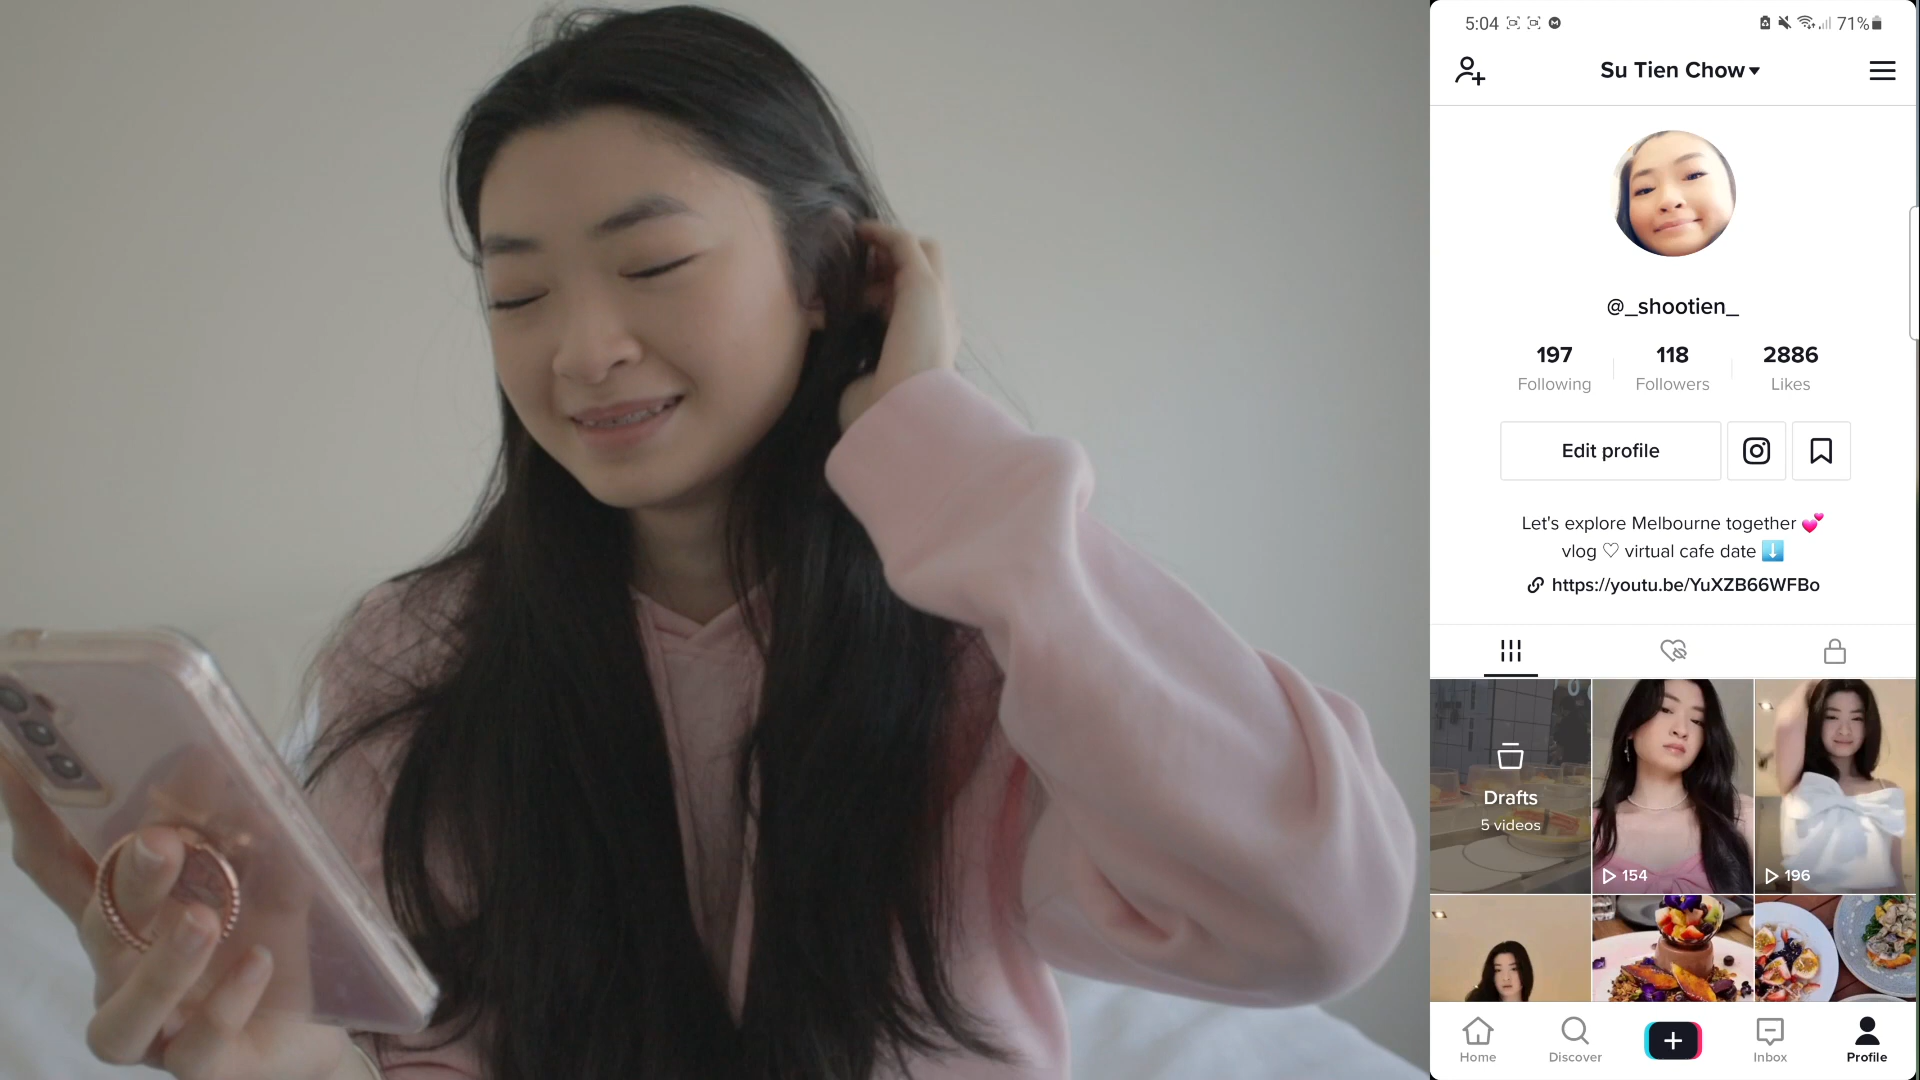 5:04 71%
Su Tien Chow
@_shootien_
197 118 2886
Following Followers Likes
Edit profile
Let's explore Melbourne together 💕
vlog ♡ virtual cafe date ⬇️
https://youtu.be/YuXZB66WFBo
Drafts
5 videos
154
196
Home Discover Inbox Profile